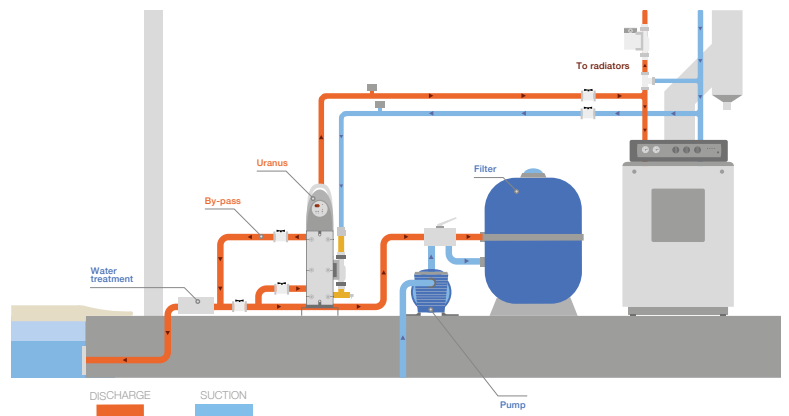 To radiators
Uranus
Filter
By-pass
Water
treatment
DISCHARGE
SUCTION
Pump